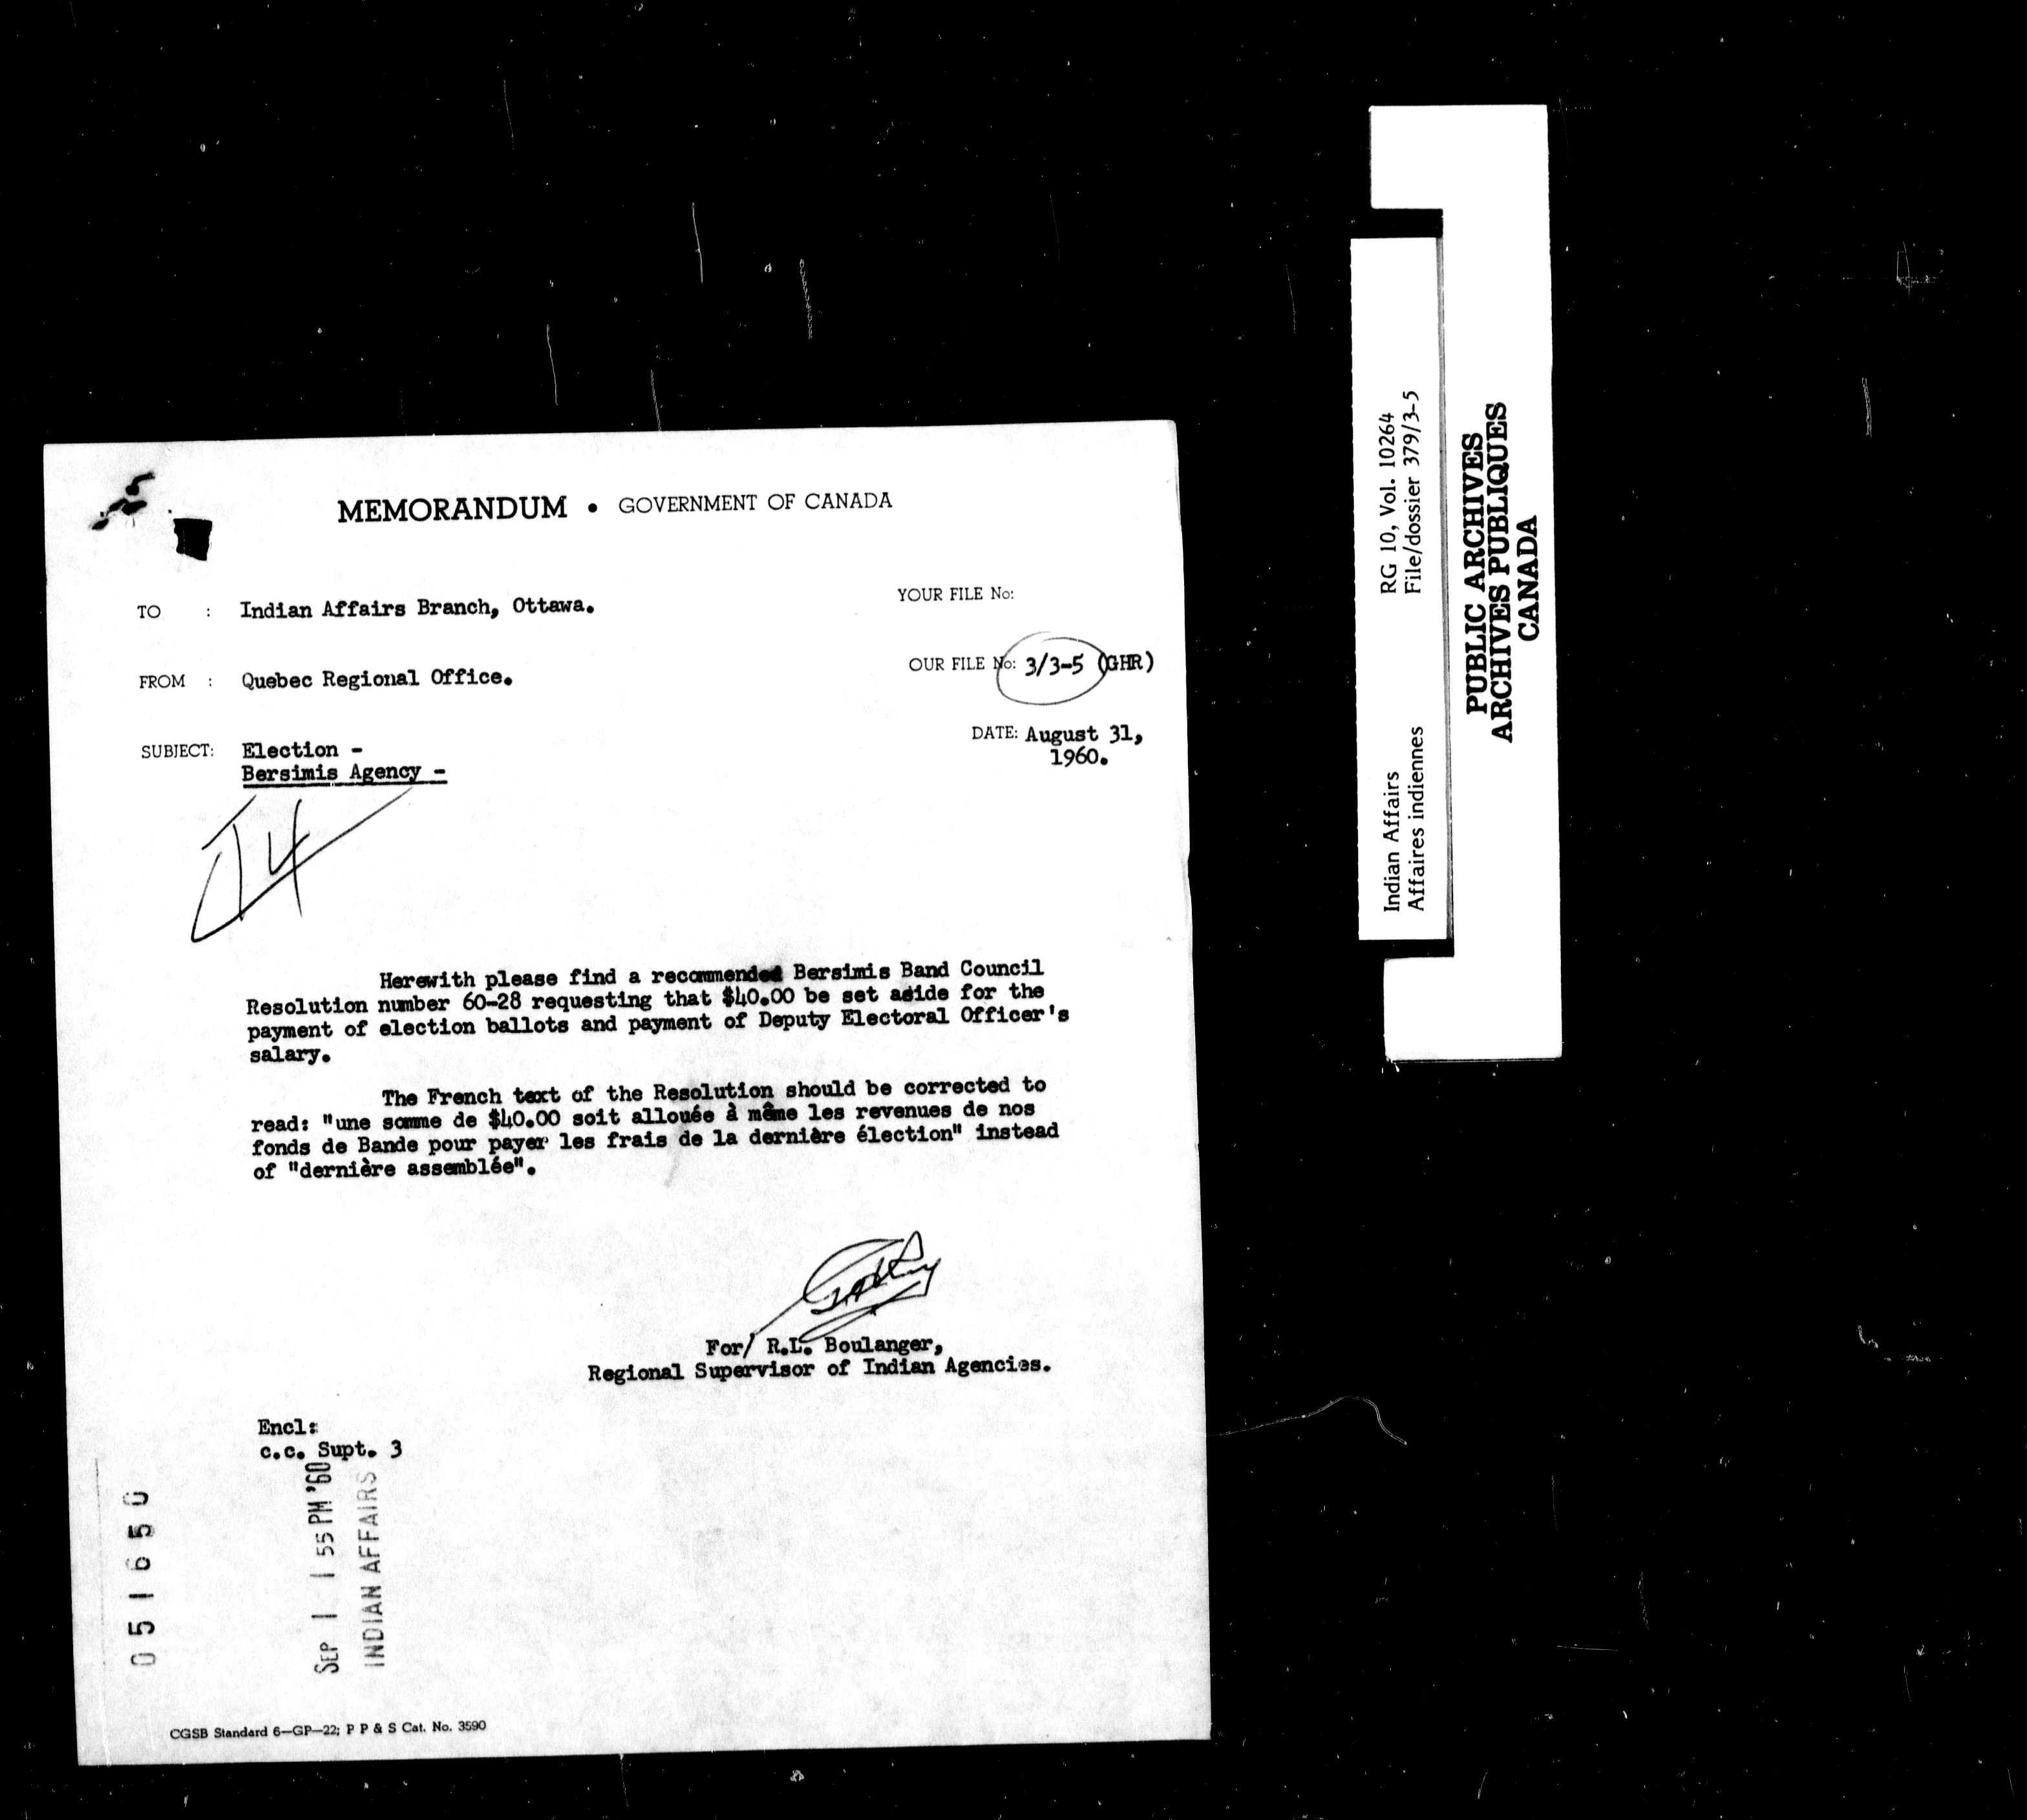 MEMORANDUM • GOVERNMENT OF CANADA
TO : Indian Affairs Branch, Ottawa.
YOUR FILE No:
OUR FILE No: 3/3-5 (GHR)
FROM : Quebec Regional Office.
DATE: August 31,
1960.
SUBJECT: Election -
Bersimis Agency -
14
Herewith please find a recommended Bersimis Band Council
Resolution number 60-28 requesting that $40.00 be set aside for the
payment of election ballots and payment of Deputy Electoral Officer's
salary.
The French text of the Resolution should be corrected to
read: "une somme de $40.00 soit allouée à même les revenues de nos
fonds de Bande pour payer les frais de la dernière élection" instead
of "dernière assemblée".
For/ R.L. Boulanger,
Regional Supervisor of Indian Agencies.
Encl:
c.c. Supt. 3
051650
SEP 1 1 55 PM '60
INDIAN AFFAIRS
CGSB Standard 6—GP—22; P P & S Cat. No. 3590
Indian Affairs RG 10, Vol. 10264
Affaires indiennes File/dossier 379/3-5
PUBLIC ARCHIVES
ARCHIVES PUBLIQUES
CANADA